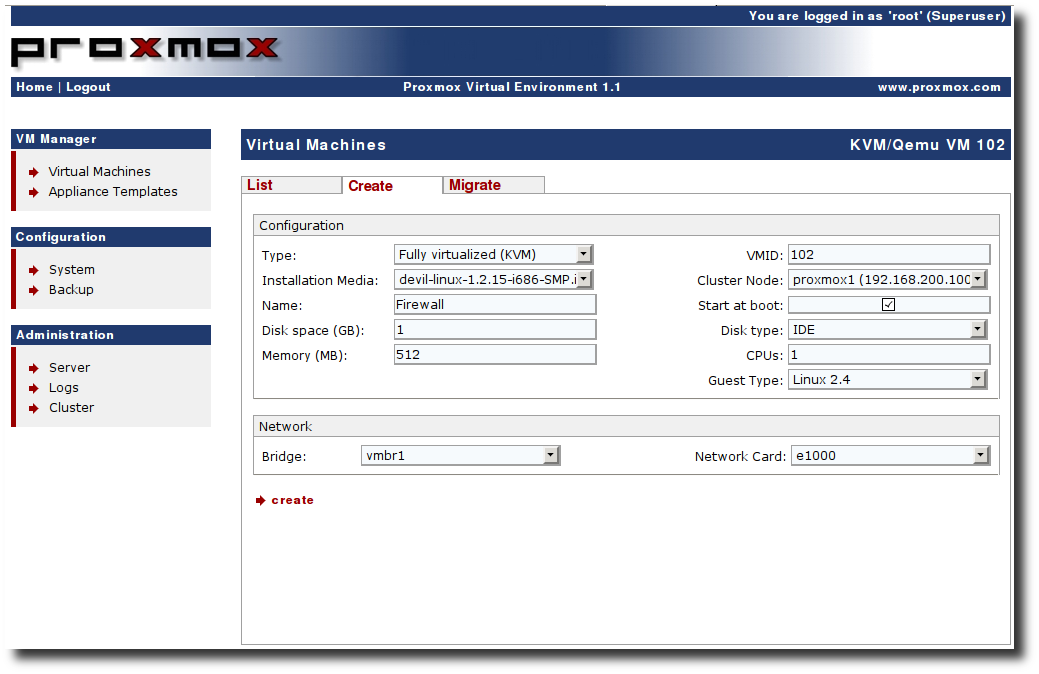 You are logged in as 'root' (Superuser)
proxmox
Home | Logout Proxmox Virtual Environment 1.1 www.proxmox.com
VM Manager
Virtual Machines
Appliance Templates
Configuration
System
Backup
Administration
Server
Logs
Cluster
Virtual Machines KVM/Qemu VM 102
List Create Migrate
Configuration
Type: Fully virtualized (KVM) VMID: 102
Installation Media: devil-linux-1.2.15-i686-SMP.i Cluster Node: proxmox1 (192.168.200.100
Name: Firewall Start at boot:
Disk space (GB): 1 Disk type: IDE
Memory (MB): 512 CPUs: 1
Guest Type: Linux 2.4
Network
Bridge: vmbr1 Network Card: e1000
create